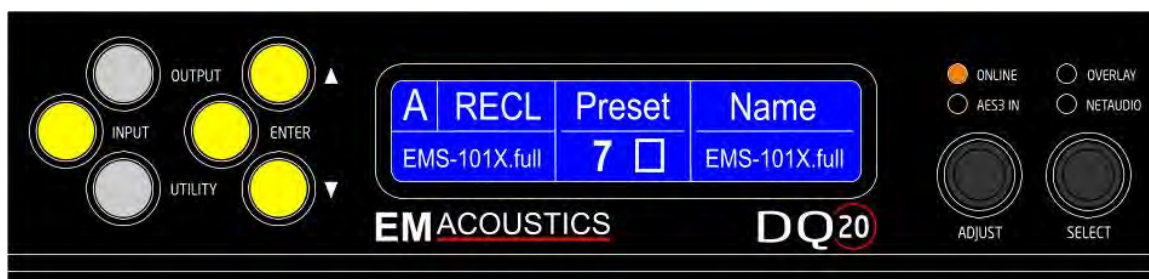 OUTPUT ▲
INPUT ENTER
UTILITY ▼
A RECL Preset Name
EMS-101X.full 7 EMS-101X.full
EM ACOUSTICS DQ20
ONLINE OVERLAY
AES3 IN NETAUDIO
ADJUST SELECT